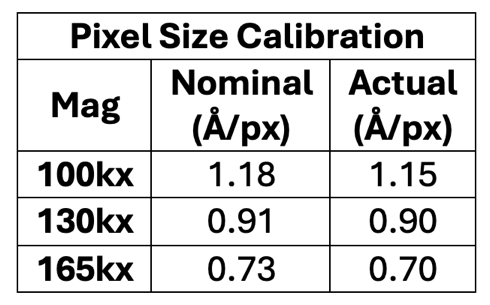 Pixel Size Calibration
Mag Nominal (Å/px) Actual (Å/px)
100kx 1.18 1.15
130kx 0.91 0.90
165kx 0.73 0.70